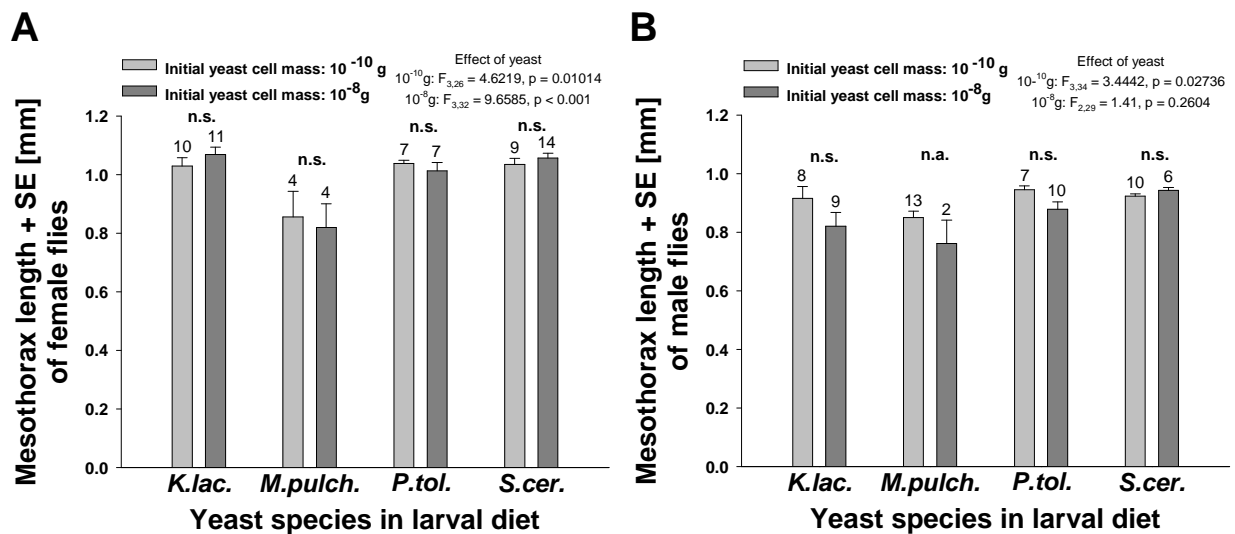 A
Initial yeast cell mass: 10⁻¹⁰ g
Initial yeast cell mass: 10⁻⁸g
Effect of yeast
10⁻¹⁰g: F3,26 = 4.6219, p = 0.01014
10⁻⁸g: F3,32 = 9.6585, p < 0.001
Mesothorax length + SE [mm]
of female flies
1.2
1.0
0.8
0.6
0.4
0.2
0.0
n.s.
n.s.
n.s.
n.s.
10 11
4 4
7 7
9 14
K.lac. M.pulch. P.tol. S.cer.
Yeast species in larval diet
B
Initial yeast cell mass: 10⁻¹⁰ g
Initial yeast cell mass: 10⁻⁸g
Effect of yeast
10-¹⁰g: F3,34 = 3.4442, p = 0.02736
10⁻⁸g: F2,29 = 1.41, p = 0.2604
Mesothorax length + SE [mm]
of male flies
1.2
1.0
0.8
0.6
0.4
0.2
0.0
n.s.
n.a.
n.s.
n.s.
8 9
13 2
7 10
10 6
K.lac. M.pulch. P.tol. S.cer.
Yeast species in larval diet